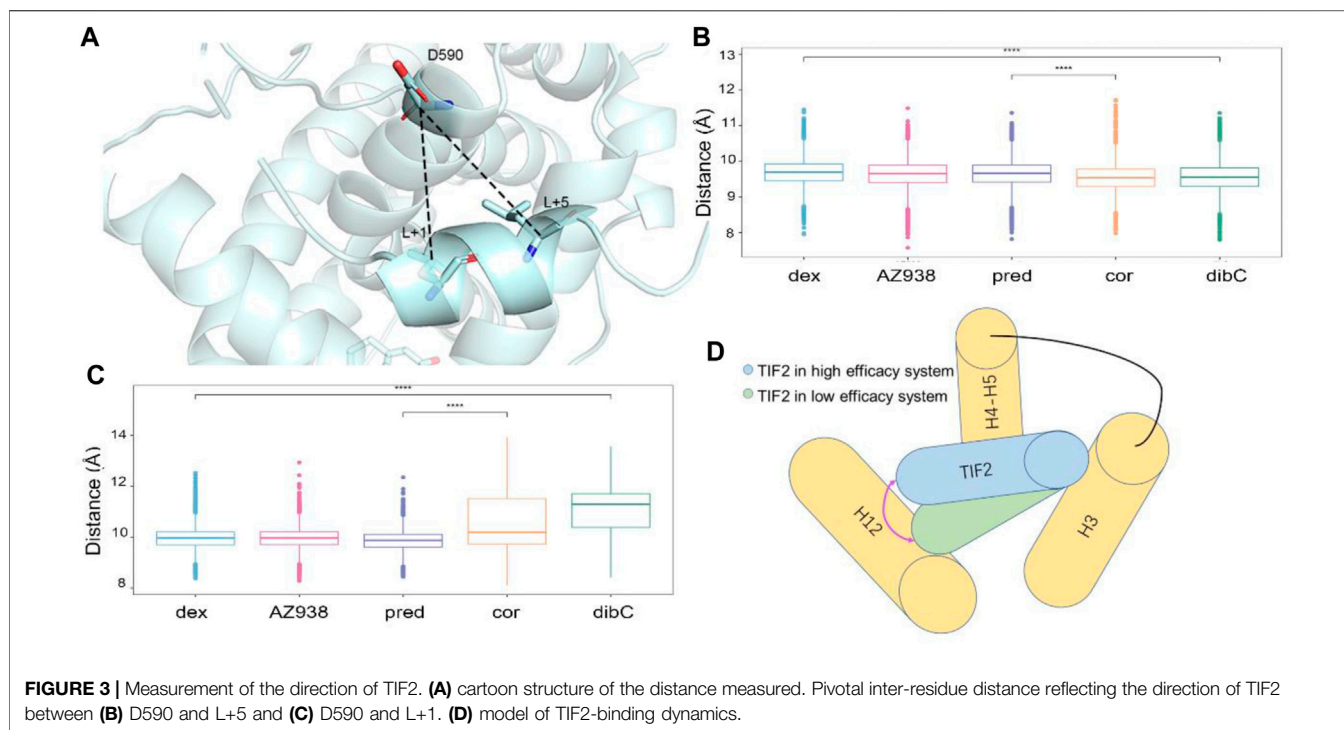 A
D590
L+5
L+1
B
****
****
Distance (Å)
13
12
11
10
9
8
dex
AZ938
pred
cor
dibC
C
****
****
Distance (Å)
14
12
10
8
dex
AZ938
pred
cor
dibC
D
TIF2 in high efficacy system
TIF2 in low efficacy system
H4-H5
TIF2
H12
H3
FIGURE 3 | Measurement of the direction of TIF2. (A) cartoon structure of the distance measured. Pivotal inter-residue distance reflecting the direction of TIF2
between (B) D590 and L+5 and (C) D590 and L+1. (D) model of TIF2-binding dynamics.